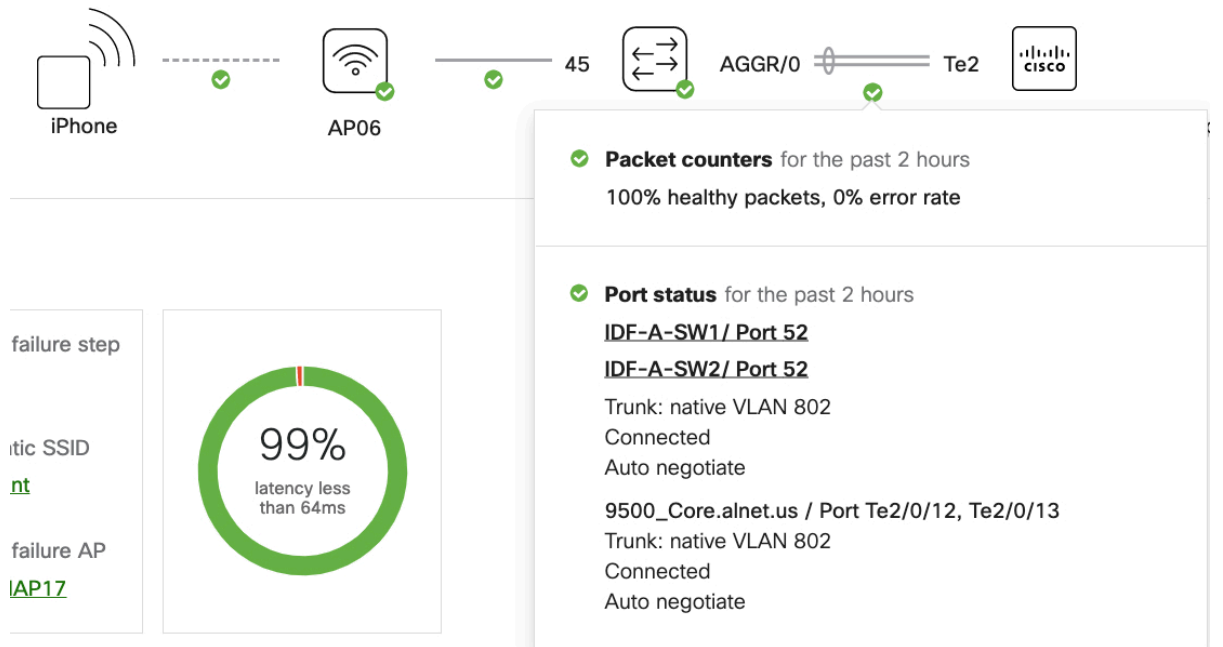 45
AGGR/0
Te2
CISCO
iPhone
AP06
Packet counters for the past 2 hours
100% healthy packets, 0% error rate
Port status for the past 2 hours
IDF-A-SW1/ Port 52
IDF-A-SW2/ Port 52
Trunk: native VLAN 802
Connected
Auto negotiate
9500_Core.alnet.us / Port Te2/0/12, Te2/0/13
Trunk: native VLAN 802
Connected
Auto negotiate
failure step
SSID
failure AP
99%
latency less
than 64ms